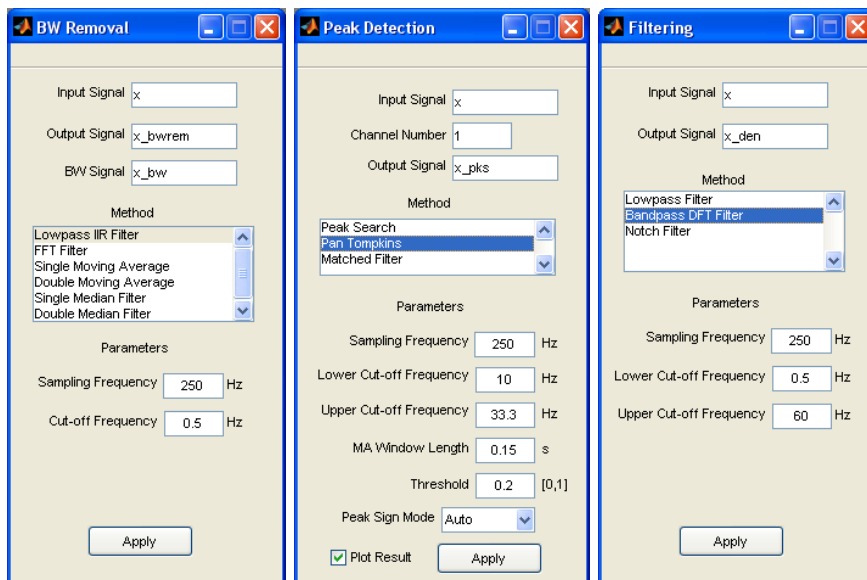 BW Removal
Input Signal x
Output Signal x_bwrem
BW Signal x_bw
Method
Lowpass IIR Filter
FFT Filter
Single Moving Average
Double Moving Average
Single Median Filter
Double Median Filter
Parameters
Sampling Frequency 250 Hz
Cut-off Frequency 0.5 Hz
Apply
Peak Detection
Input Signal x
Channel Number 1
Output Signal x_pks
Method
Peak Search
Pan Tompkins
Matched Filter
Parameters
Sampling Frequency 250 Hz
Lower Cut-off Frequency 10 Hz
Upper Cut-off Frequency 33.3 Hz
MA Window Length 0.15 s
Threshold 0.2 [0,1]
Peak Sign Mode Auto
Plot Result Apply
Filtering
Input Signal x
Output Signal x_den
Method
Lowpass Filter
Bandpass DFT Filter
Notch Filter
Parameters
Sampling Frequency 250 Hz
Lower Cut-off Frequency 0.5 Hz
Upper Cut-off Frequency 60 Hz
Apply